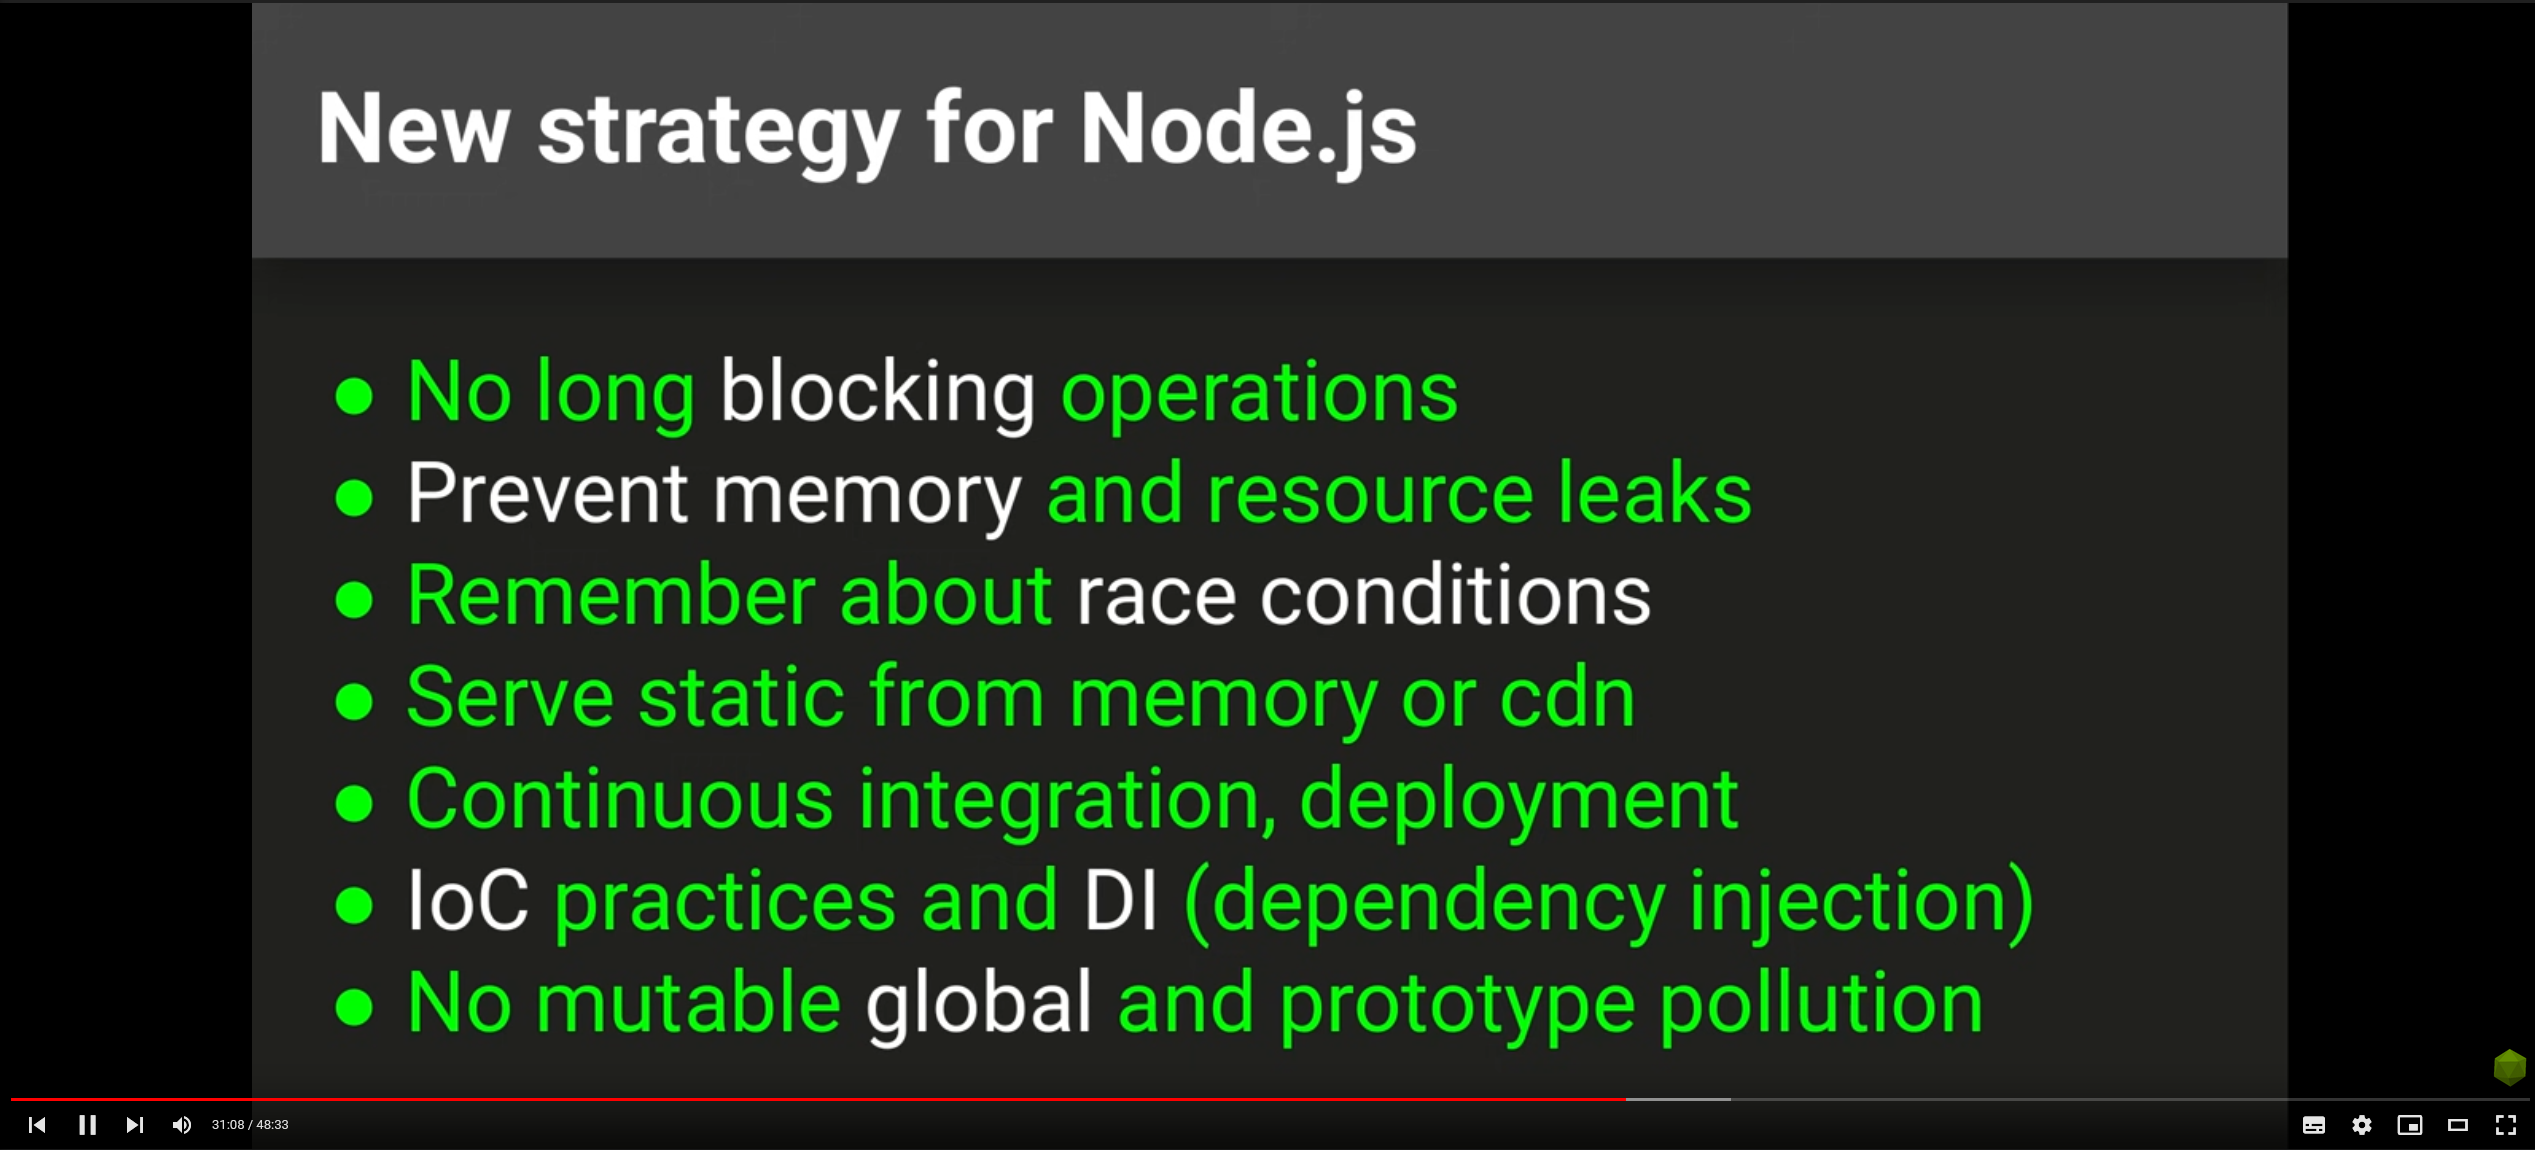 New strategy for Node.js
● No long blocking operations
● Prevent memory and resource leaks
● Remember about race conditions
● Serve static from memory or cdn
● Continuous integration, deployment
● IoC practices and DI (dependency injection)
● No mutable global and prototype pollution
31:08 / 48:33